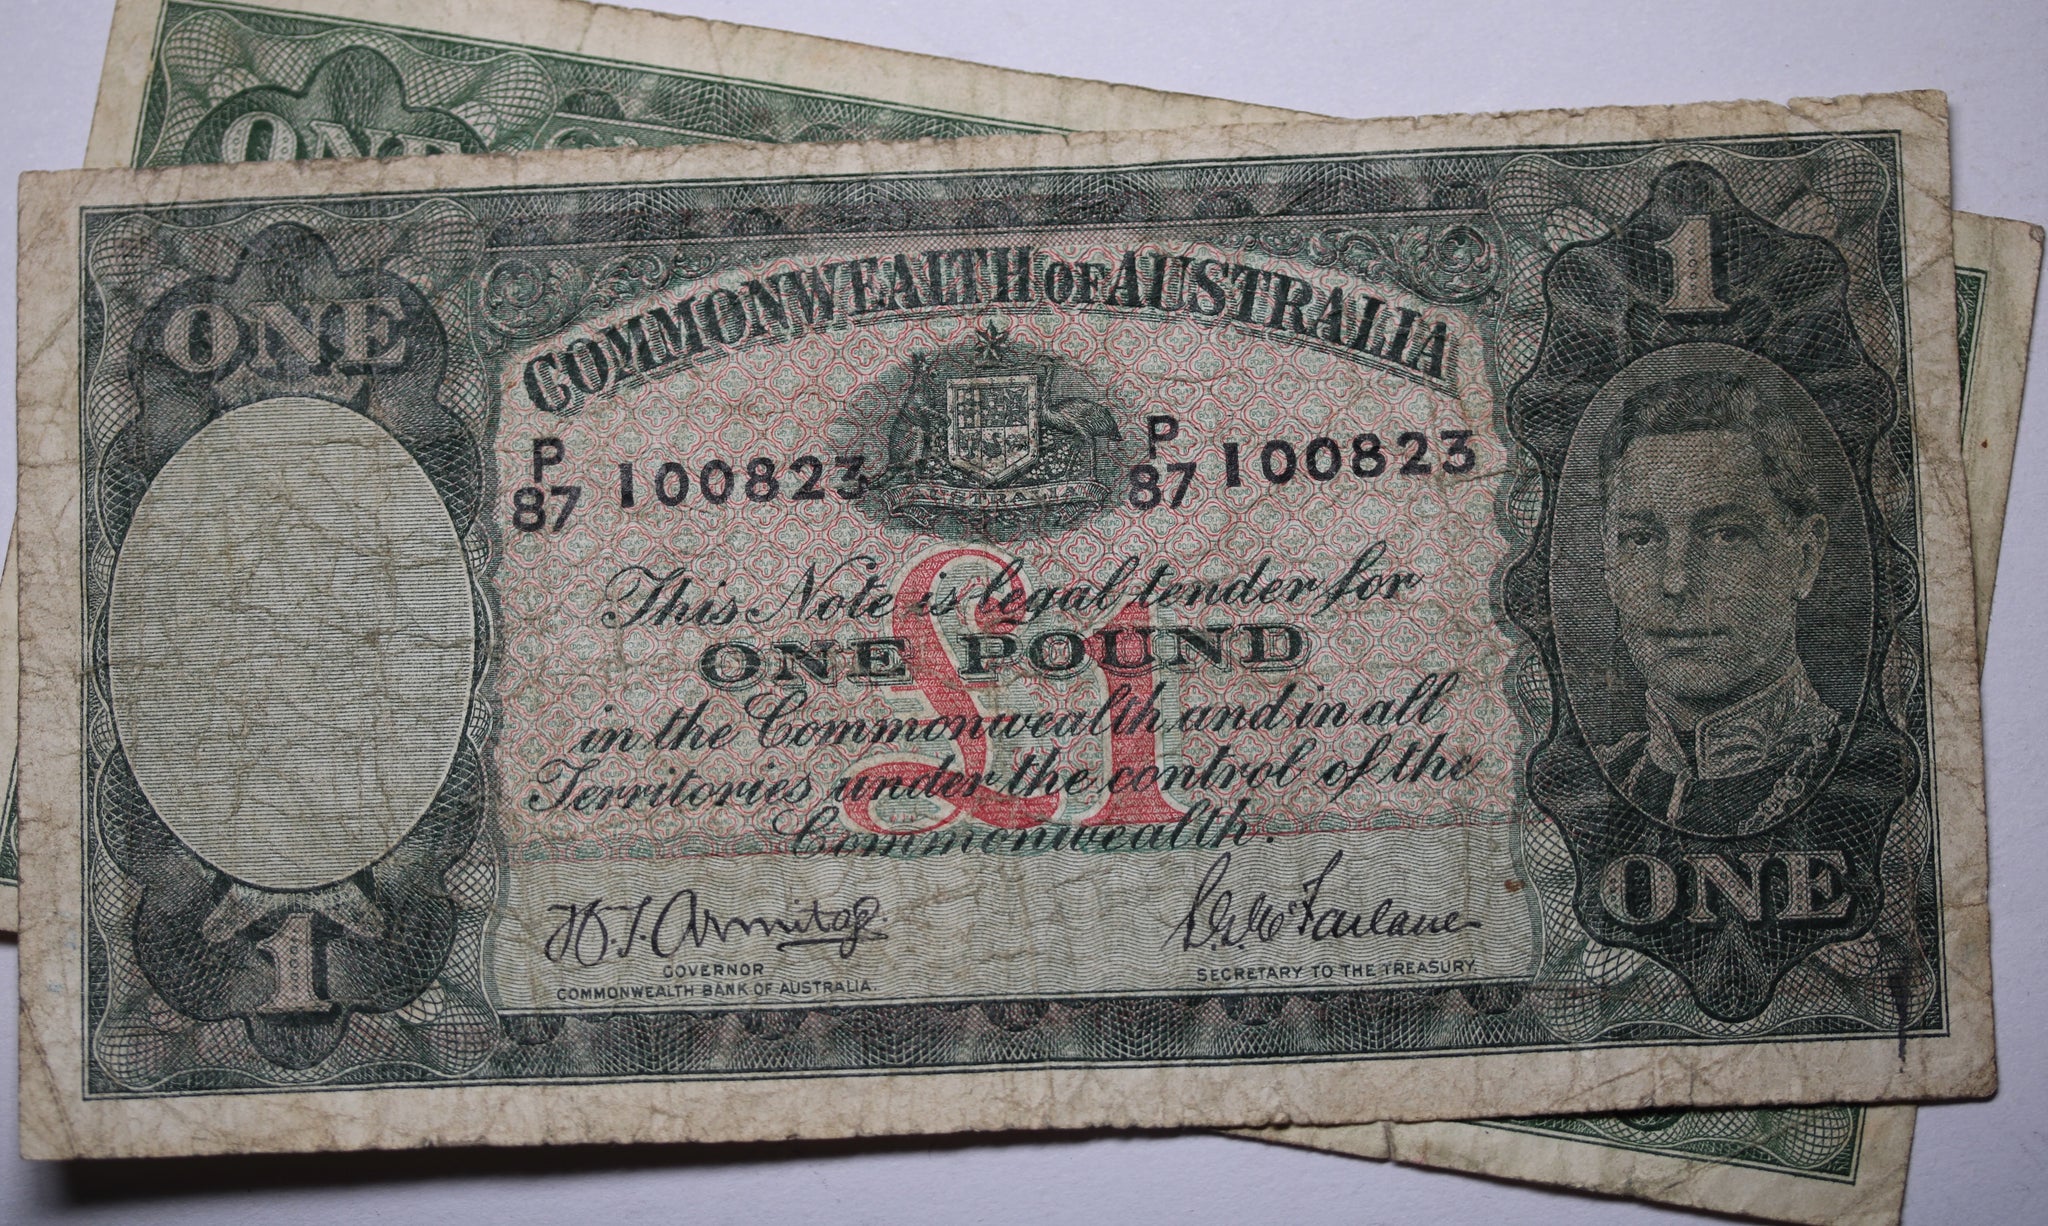 ONE
1
COMMONWEALTH OF AUSTRALIA
ONE
P
87 100823
AUSTRALIA
P
87 100823
This Note is legal tender for
£1
ONE POUND
in the Commonwealth and in all
Territories under the control of the
Commonwealth.
H.T. Armitage.
GOVERNOR
COMMONWEALTH BANK OF AUSTRALIA.
S.G. McFarlane
SECRETARY TO THE TREASURY.
1
ONE